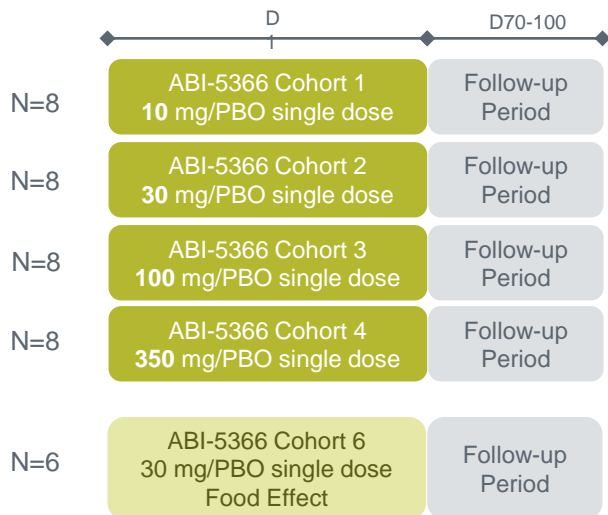 D
1
D70-100
N=8
ABI-5366 Cohort 1
10 mg/PBO single dose
Follow-up
Period
N=8
ABI-5366 Cohort 2
30 mg/PBO single dose
Follow-up
Period
N=8
ABI-5366 Cohort 3
100 mg/PBO single dose
Follow-up
Period
N=8
ABI-5366 Cohort 4
350 mg/PBO single dose
Follow-up
Period
N=6
ABI-5366 Cohort 6
30 mg/PBO single dose
Food Effect
Follow-up
Period